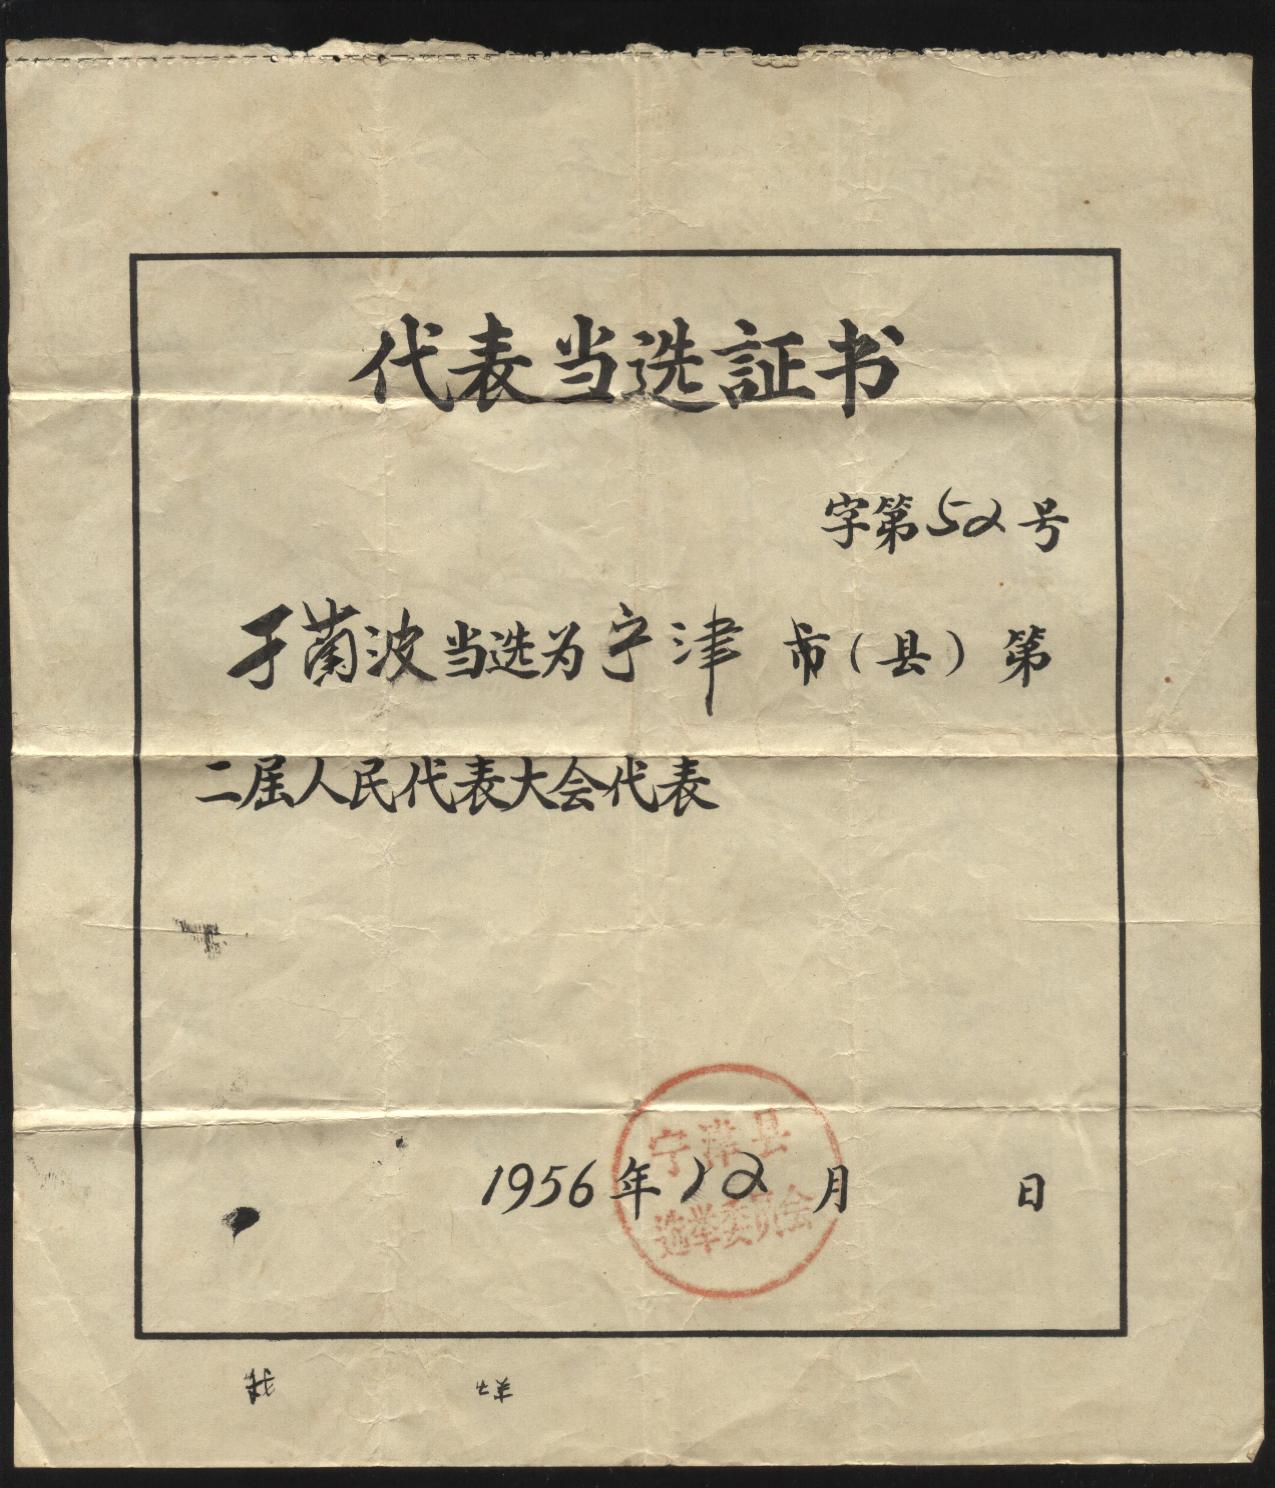 代表当选証书
字第52号
于菌波当选为宁津 市（县）第
二届人民代表大会代表
宁津县
1956年12月 日
选举委员会